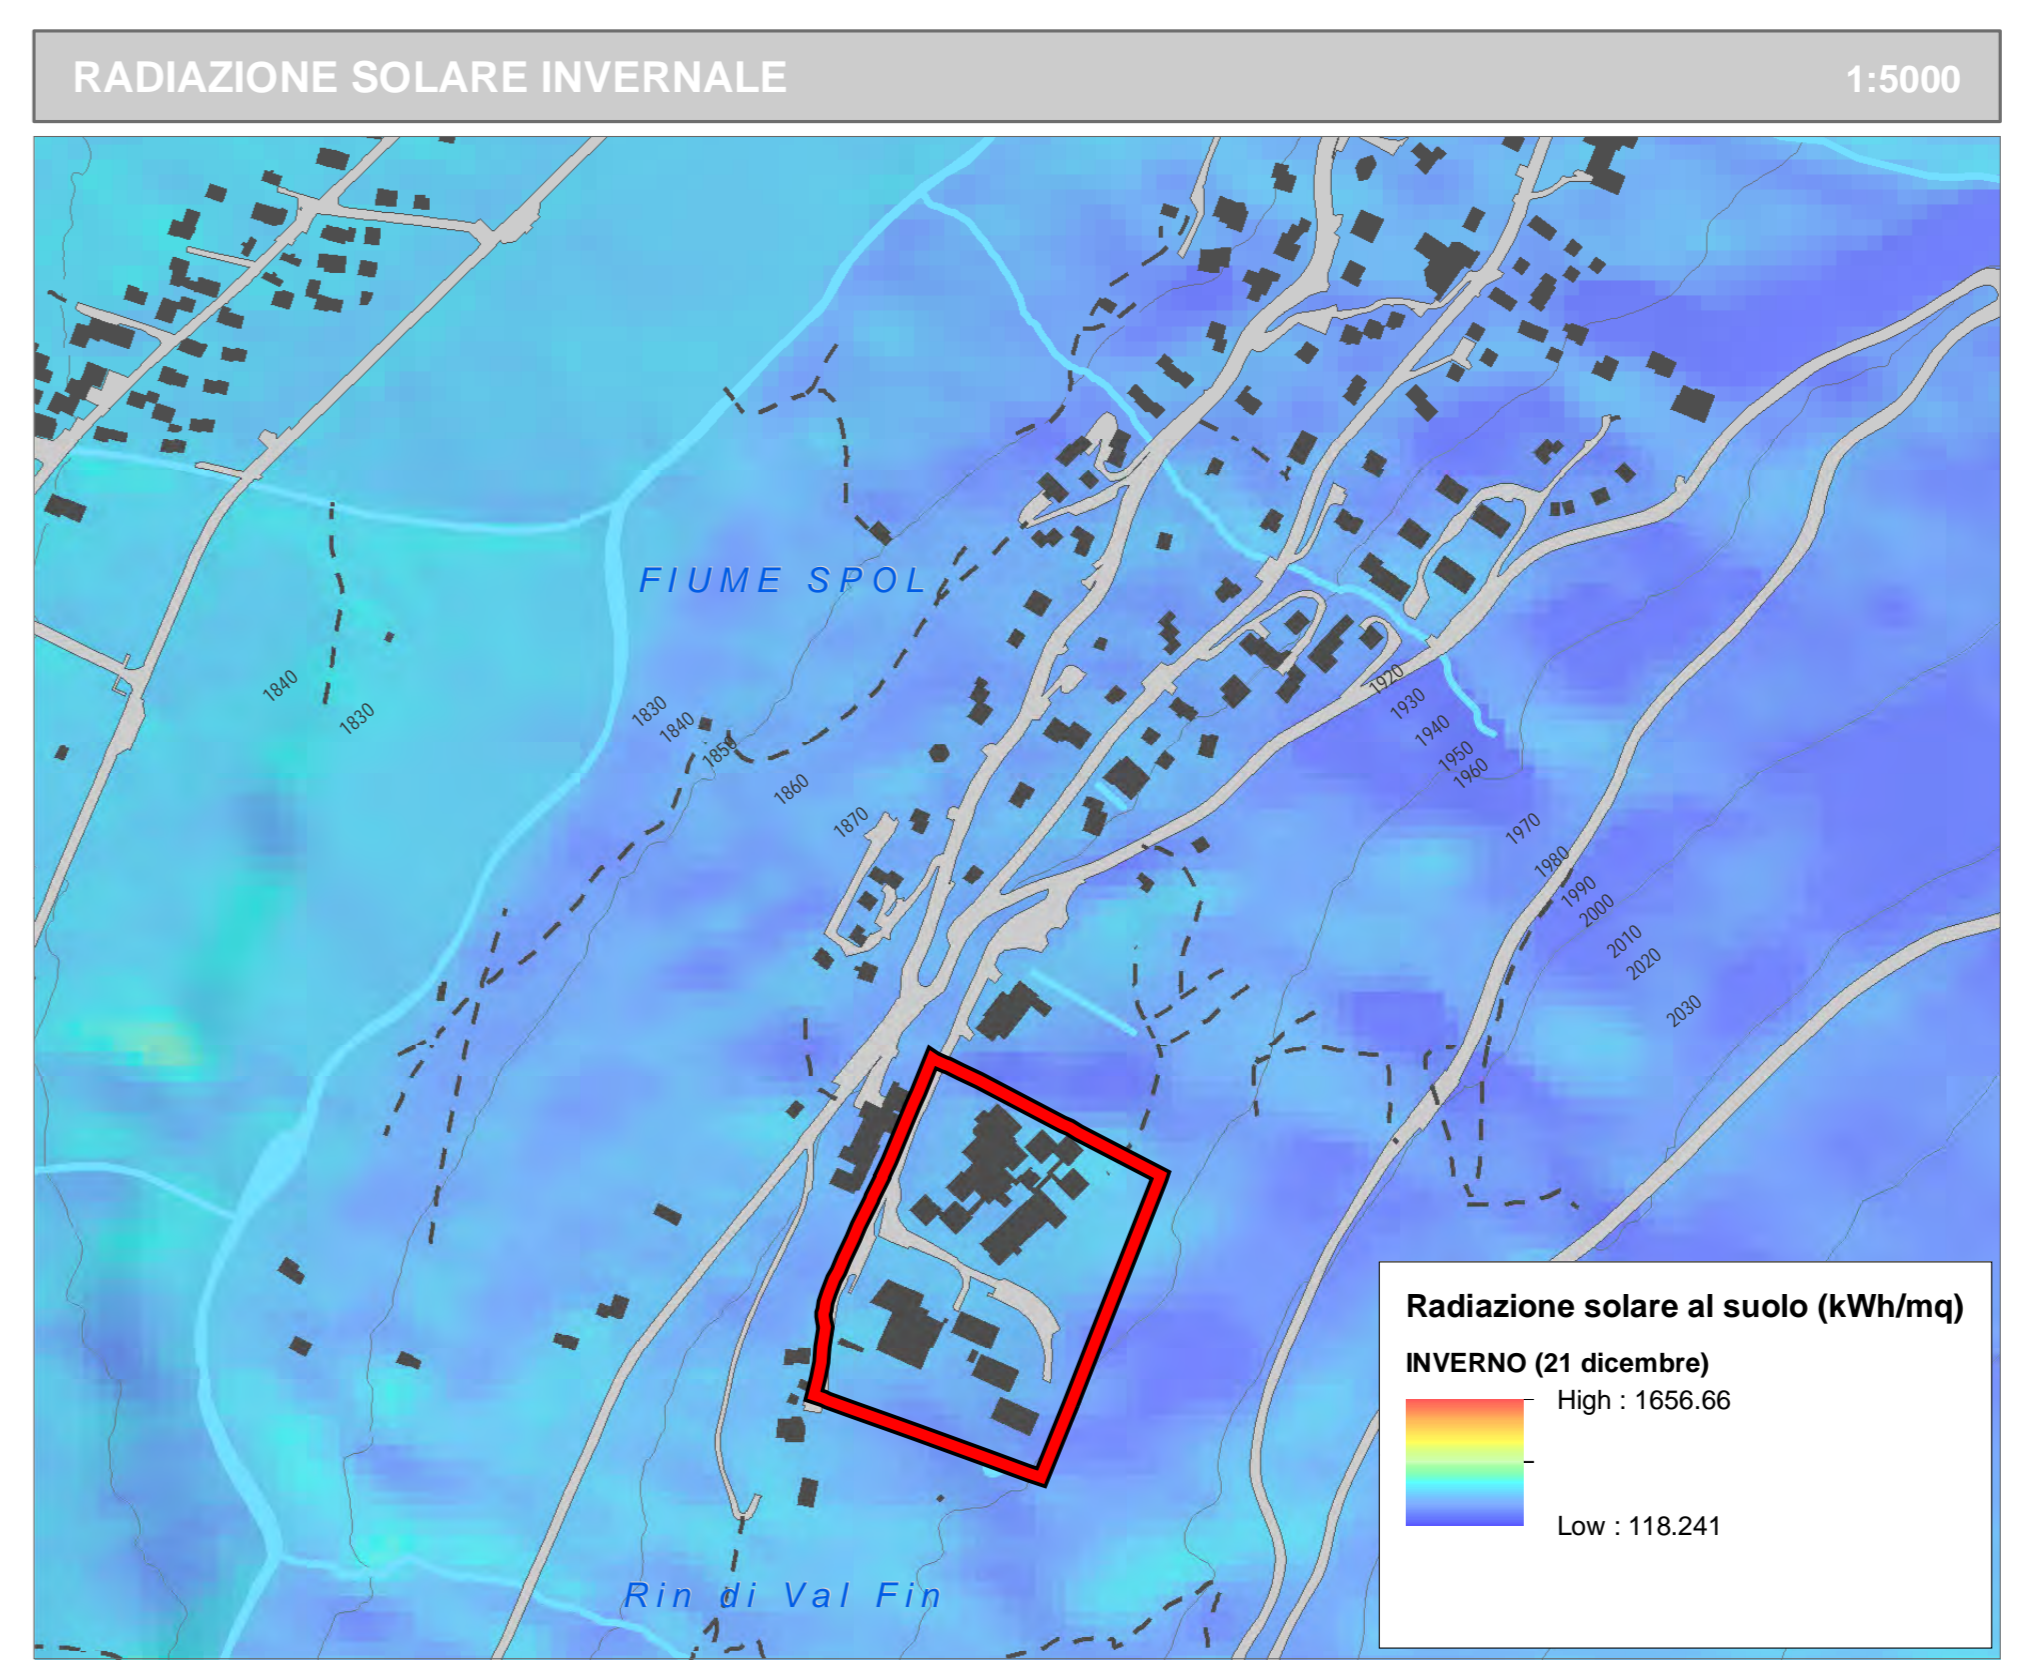 RADIAZIONE SOLARE INVERNALE 1:5000
FIUME SPOL
1840
1830
1830
1840
1850
1860
1870
1920
1930
1940
1950
1960
1970
1980
1990
2000
2010
2020
2030
Radiazione solare al suolo (kWh/mq)
INVERNO (21 dicembre)
High : 1656.66
Low : 118.241
Rin di Val Fin